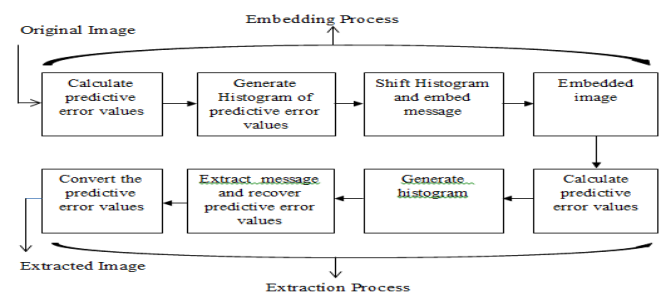 Embedding Process
Original Image
Calculate
predictive
error values
Generate
Histogram of
predictive error
values
Shift Histogram
and embed
message
Embedded
image
Convert the
predictive
error values
Extract message
and recover
predictive error
values
Generate
histogram
Calculate
predictive
error values
Extracted Image
Extraction Process